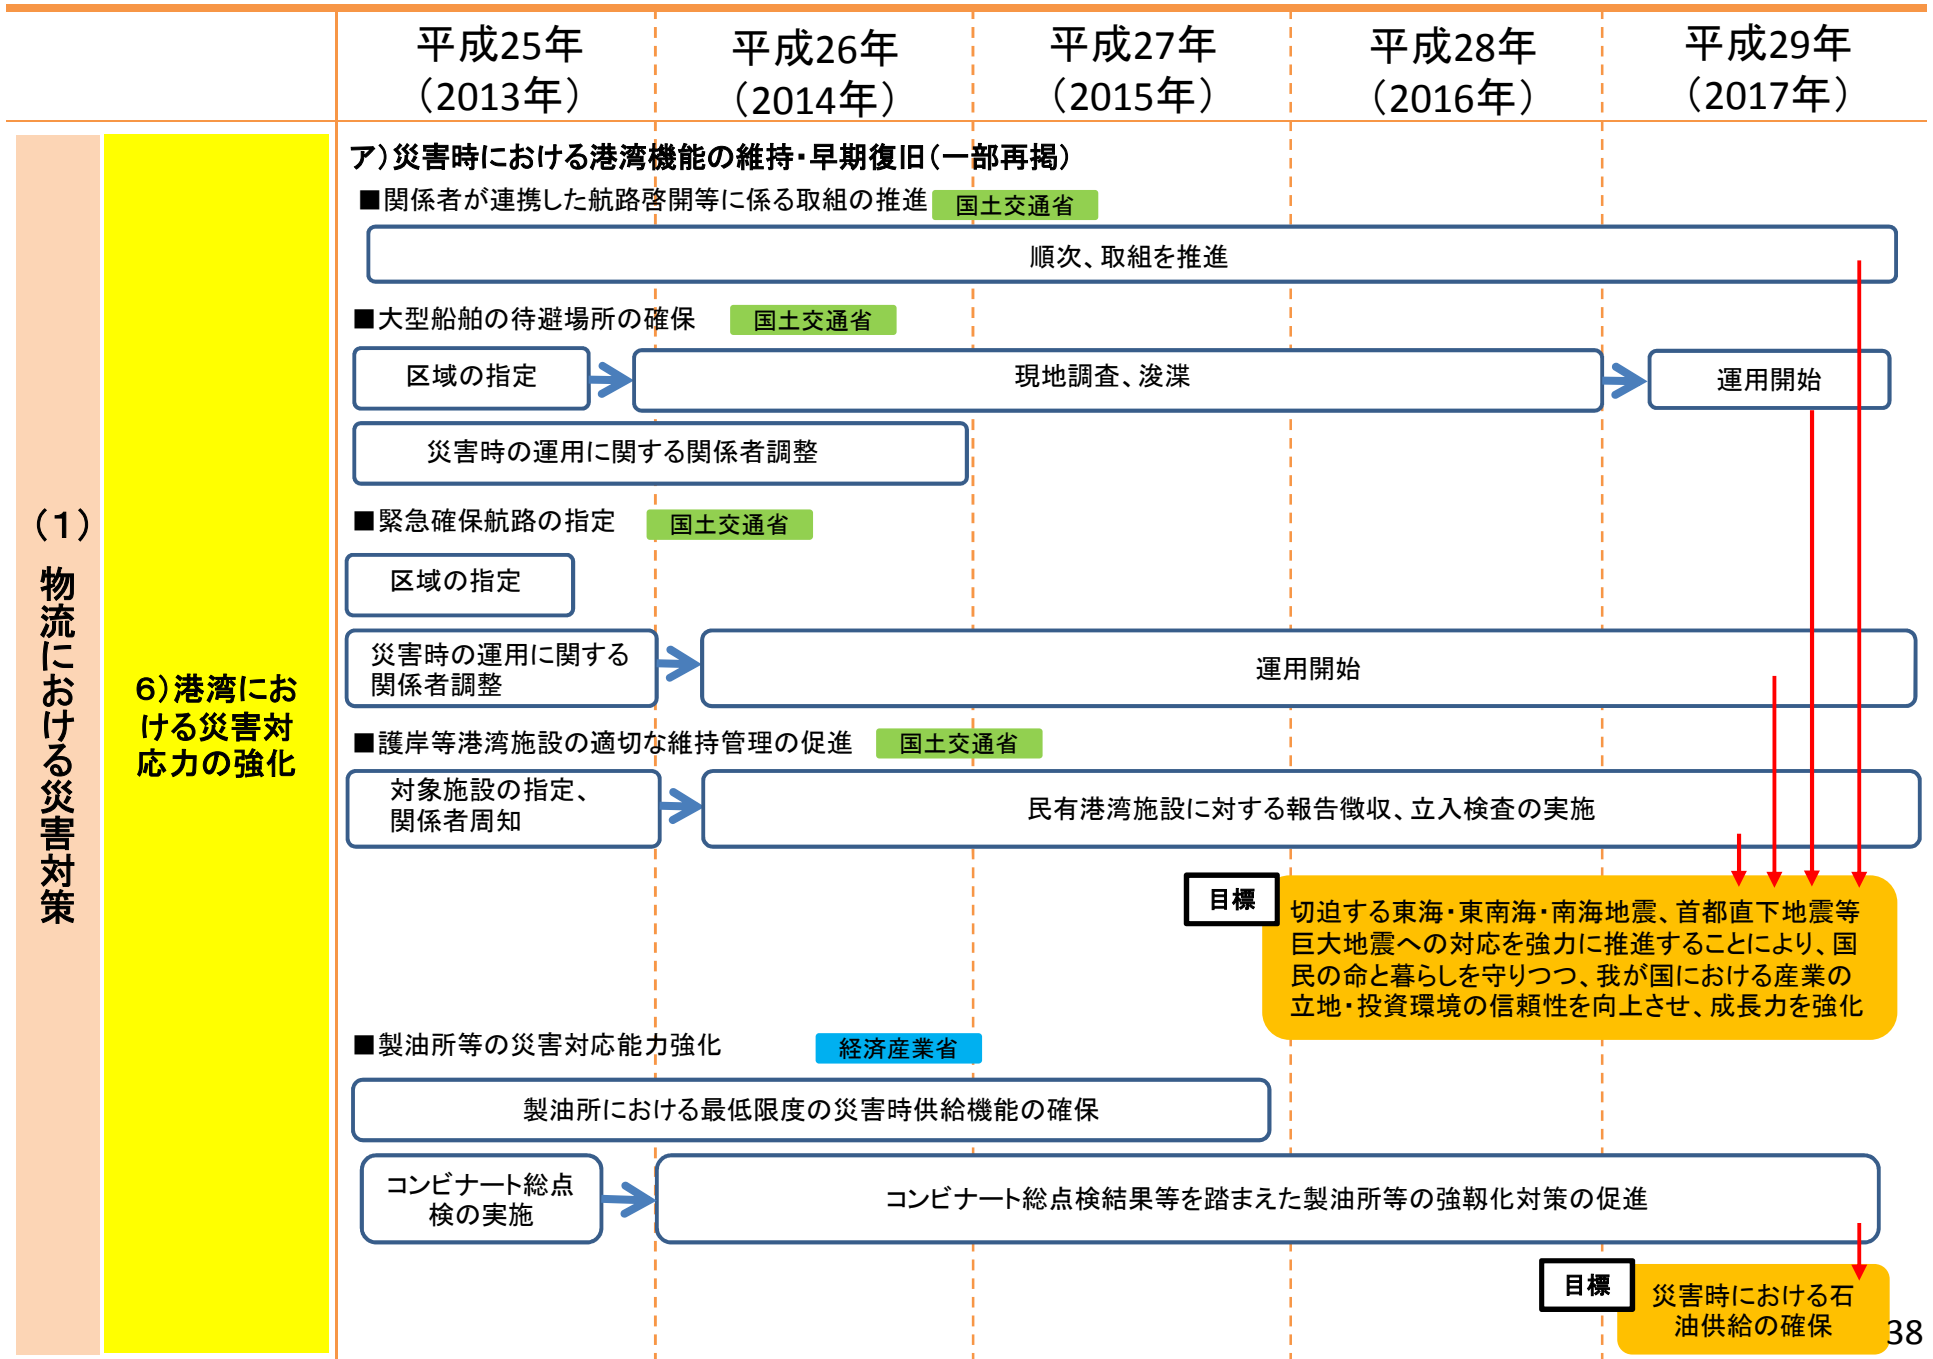 平成25年
（2013年）
平成26年
（2014年）
平成27年
（2015年）
平成28年
（2016年）
平成29年
（2017年）
（１）物流における災害対策
６）港湾にお
ける災害対
応力の強化
ア）災害時における港湾機能の維持・早期復旧（一部再掲）
■関係者が連携した航路啓開等に係る取組の推進
国土交通省
順次、取組を推進
■大型船舶の待避場所の確保
国土交通省
区域の指定
現地調査、浚渫
運用開始
災害時の運用に関する関係者調整
■緊急確保航路の指定
国土交通省
区域の指定
災害時の運用に関する
関係者調整
運用開始
■護岸等港湾施設の適切な維持管理の促進
国土交通省
対象施設の指定、
関係者周知
民有港湾施設に対する報告徴収、立入検査の実施
目標
切迫する東海・東南海・南海地震、首都直下地震等
巨大地震への対応を強力に推進することにより、国
民の命と暮らしを守りつつ、我が国における産業の
立地・投資環境の信頼性を向上させ、成長力を強化
■製油所等の災害対応能力強化
経済産業省
製油所における最低限度の災害時供給機能の確保
コンビナート総点
検の実施
コンビナート総点検結果等を踏まえた製油所等の強靱化対策の促進
目標
災害時における石
油供給の確保
38